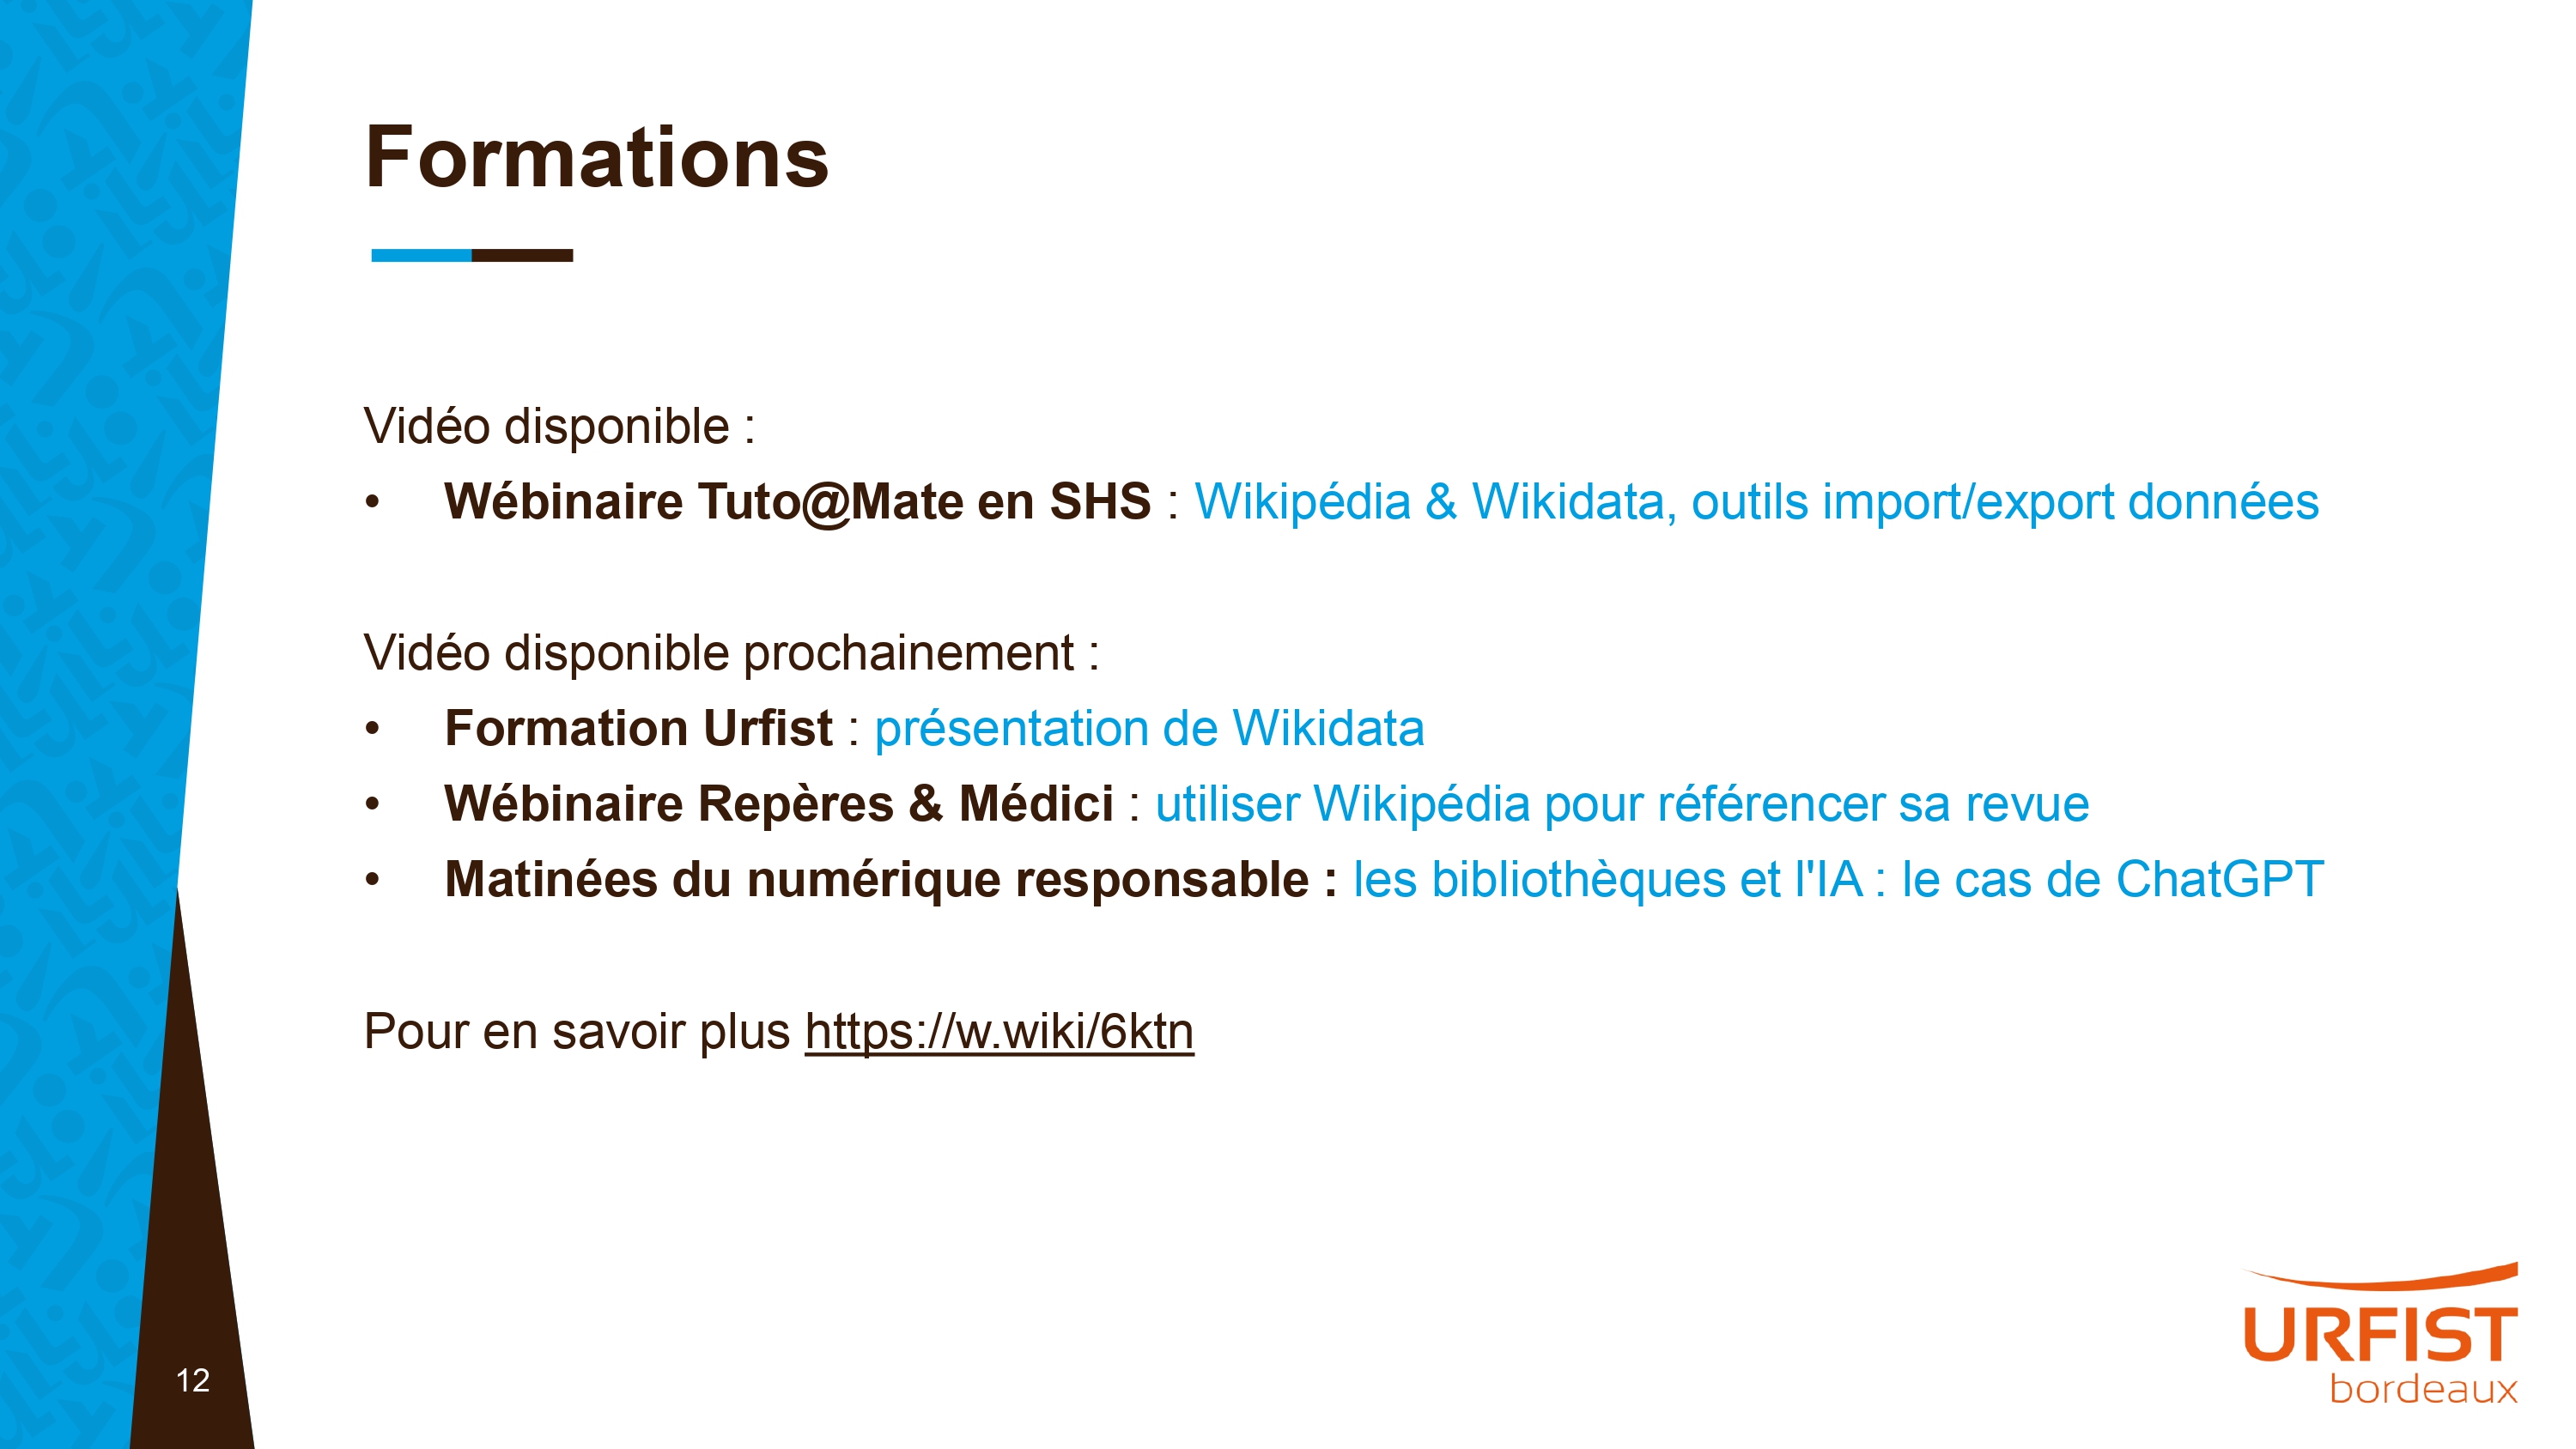 Formations
Vidéo disponible :
• Wébinaire Tuto@Mate en SHS : Wikipédia & Wikidata, outils import/export données
Vidéo disponible prochainement :
• Formation Urfist : présentation de Wikidata
• Wébinaire Repères & Médici : utiliser Wikipédia pour référencer sa revue
• Matinées du numérique responsable : les bibliothèques et l'IA : le cas de ChatGPT
Pour en savoir plus https://w.wiki/6ktn
12
URFIST
bordeaux